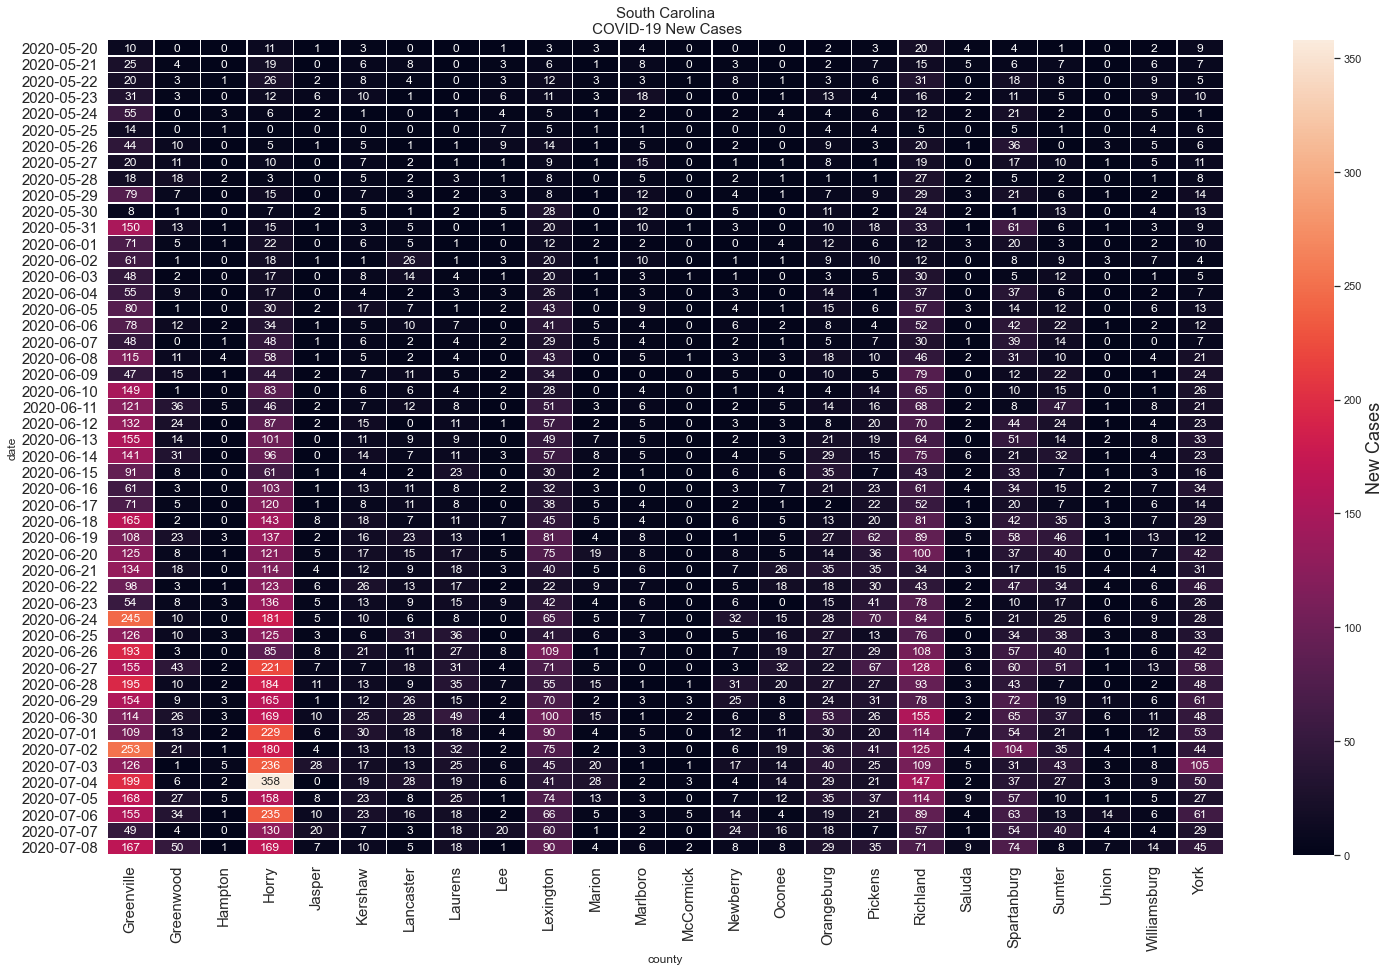 South Carolina
COVID-19 New Cases
2020-05-20 10 0 0 11 1 3 0 0 1 3 3 4 0 0 0 2 3 20 4 4 1 0 2 9
2020-05-21 25 4 0 19 0 6 8 0 3 6 1 8 0 3 0 2 7 15 5 6 7 0 6 7
2020-05-22 20 3 1 26 2 8 4 0 3 12 3 3 1 8 1 3 6 31 0 18 8 0 9 5
2020-05-23 31 3 0 12 6 10 1 0 6 11 3 18 0 0 1 13 4 16 2 11 5 0 9 10
2020-05-24 55 0 3 6 2 1 0 1 4 5 1 2 0 2 4 4 6 12 2 21 2 0 5 1
2020-05-25 14 0 1 0 0 0 0 0 7 5 1 1 0 0 0 4 4 5 0 5 1 0 4 6
2020-05-26 44 10 0 5 1 5 1 1 9 14 1 5 0 2 0 9 3 20 1 36 0 3 5 6
2020-05-27 20 11 0 10 0 7 2 1 1 9 1 15 0 1 1 8 1 19 0 17 10 1 5 11
2020-05-28 18 18 2 3 0 5 2 3 1 8 0 5 0 2 1 1 1 27 2 5 2 0 1 8
2020-05-29 79 7 0 15 0 7 3 2 3 8 1 12 0 4 1 7 9 29 3 21 6 1 2 14
2020-05-30 8 1 0 7 2 5 1 2 5 28 0 12 0 5 0 11 2 24 2 1 13 0 4 13
2020-05-31 150 13 1 15 1 3 5 0 1 20 1 10 1 3 0 10 18 33 1 61 6 1 3 9
2020-06-01 71 5 1 22 0 6 5 1 0 12 2 2 0 0 4 12 6 12 3 20 3 0 2 10
2020-06-02 61 1 0 18 1 1 26 1 3 20 1 10 0 1 1 9 10 12 0 8 9 3 7 4
2020-06-03 48 2 0 17 0 8 14 4 1 20 1 3 1 1 0 3 5 30 0 5 12 0 1 5
2020-06-04 55 9 0 17 0 4 2 3 3 26 1 3 0 3 0 14 1 37 0 37 6 0 2 7
2020-06-05 80 1 0 30 2 17 7 1 2 43 0 9 0 4 1 15 6 57 3 14 12 0 6 13
2020-06-06 78 12 2 34 1 5 10 7 0 41 5 4 0 6 2 8 4 52 0 42 22 1 2 12
2020-06-07 48 0 1 48 1 6 2 4 2 29 5 4 0 2 1 5 7 30 1 39 14 0 0 7
2020-06-08 115 11 4 58 1 5 2 4 0 43 0 5 1 3 3 18 10 46 2 31 10 0 4 21
2020-06-09 47 15 1 44 2 7 11 5 2 34 0 0 0 5 0 10 5 79 0 12 22 0 1 24
2020-06-10 149 1 0 83 0 6 6 4 2 28 0 4 0 1 4 4 14 65 0 10 15 0 1 26
2020-06-11 121 36 5 46 2 7 12 8 0 51 3 6 0 2 5 14 16 68 2 8 47 1 8 21
2020-06-12 132 24 0 87 2 15 0 11 1 57 2 5 0 3 3 8 20 70 2 44 24 1 4 23
2020-06-13 155 14 0 101 0 11 9 9 0 49 7 5 0 2 3 21 19 64 0 51 14 2 8 33
2020-06-14 141 31 0 96 0 14 7 11 3 57 8 5 0 4 5 29 15 75 6 21 32 1 4 23
2020-06-15 91 8 0 61 1 4 2 23 0 30 2 1 0 6 6 35 7 43 2 33 7 1 3 16
2020-06-16 61 3 0 103 1 13 11 8 2 32 3 0 0 3 7 21 23 61 4 34 15 2 7 34
2020-06-17 71 5 0 120 1 8 11 8 0 38 5 4 0 2 1 2 22 52 1 20 7 1 6 14
2020-06-18 165 2 0 143 8 18 7 11 7 45 5 4 0 6 5 13 20 81 3 42 35 3 7 29
2020-06-19 108 23 3 137 2 16 23 13 1 81 4 8 0 1 5 27 62 89 5 58 46 1 13 12
2020-06-20 125 8 1 121 5 17 15 17 5 75 19 8 0 8 5 14 36 100 1 37 40 0 7 42
2020-06-21 134 18 0 114 4 12 9 18 3 40 5 6 0 7 26 35 35 34 3 17 15 4 4 31
2020-06-22 98 3 1 123 6 26 13 17 2 22 9 7 0 5 18 18 30 43 2 47 34 4 6 46
2020-06-23 54 8 3 136 5 13 9 15 9 42 4 6 0 6 0 15 41 78 2 10 17 0 6 26
2020-06-24 245 10 0 181 5 10 6 8 0 65 5 7 0 32 15 28 70 84 5 21 25 6 9 28
2020-06-25 126 10 3 125 3 6 31 36 0 41 6 3 0 5 16 27 13 76 0 34 38 3 8 33
2020-06-26 193 3 0 85 8 21 11 27 8 109 1 7 0 7 19 27 29 108 3 57 40 1 6 42
2020-06-27 155 43 2 221 7 7 18 31 4 71 5 0 0 3 32 22 67 128 6 60 51 1 13 58
2020-06-28 195 10 2 184 11 13 9 35 7 55 15 1 1 31 20 27 27 93 3 43 7 0 2 48
2020-06-29 154 9 3 165 1 12 26 15 2 70 2 3 3 25 8 24 31 78 3 72 19 11 6 61
2020-06-30 114 26 3 169 10 25 28 49 4 100 15 1 2 6 8 53 26 155 2 65 37 6 11 48
2020-07-01 109 13 2 229 6 30 18 18 4 90 4 5 0 12 11 30 20 114 7 54 21 1 12 53
2020-07-02 253 21 1 180 4 13 13 32 2 75 2 3 0 6 19 36 41 125 2 104 35 4 1 44
2020-07-03 126 1 5 236 28 17 13 25 6 45 20 1 1 17 14 40 25 109 5 31 43 3 8 105
2020-07-04 199 6 2 358 0 19 28 19 6 41 28 2 3 4 14 29 21 147 2 37 27 3 9 50
2020-07-05 168 27 5 158 8 23 8 25 1 74 13 3 0 7 12 35 37 114 9 57 10 1 5 27
2020-07-06 155 34 1 235 10 23 16 18 2 66 5 3 5 14 4 19 21 89 4 63 13 14 6 61
2020-07-07 49 4 0 130 20 7 3 18 20 60 1 2 0 24 16 18 7 57 1 54 40 4 4 29
2020-07-08 167 50 1 169 7 10 5 18 1 90 4 6 2 8 8 29 35 71 9 74 8 7 14 45
date
Greenville Greenwood Hampton Horry Jasper Kershaw Lancaster Laurens Lee Lexington Marion Marlboro McCormick Newberry Oconee Orangeburg Pickens Richland Saluda Spartanburg Sumter Union Williamsburg York
county
350
300
250
200
150
100
50
0
New Cases